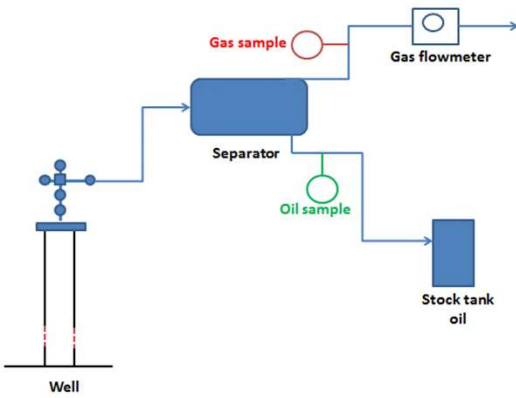 Gas sample
Gas flowmeter
Separator
Oil sample
Stock tank
oil
Well